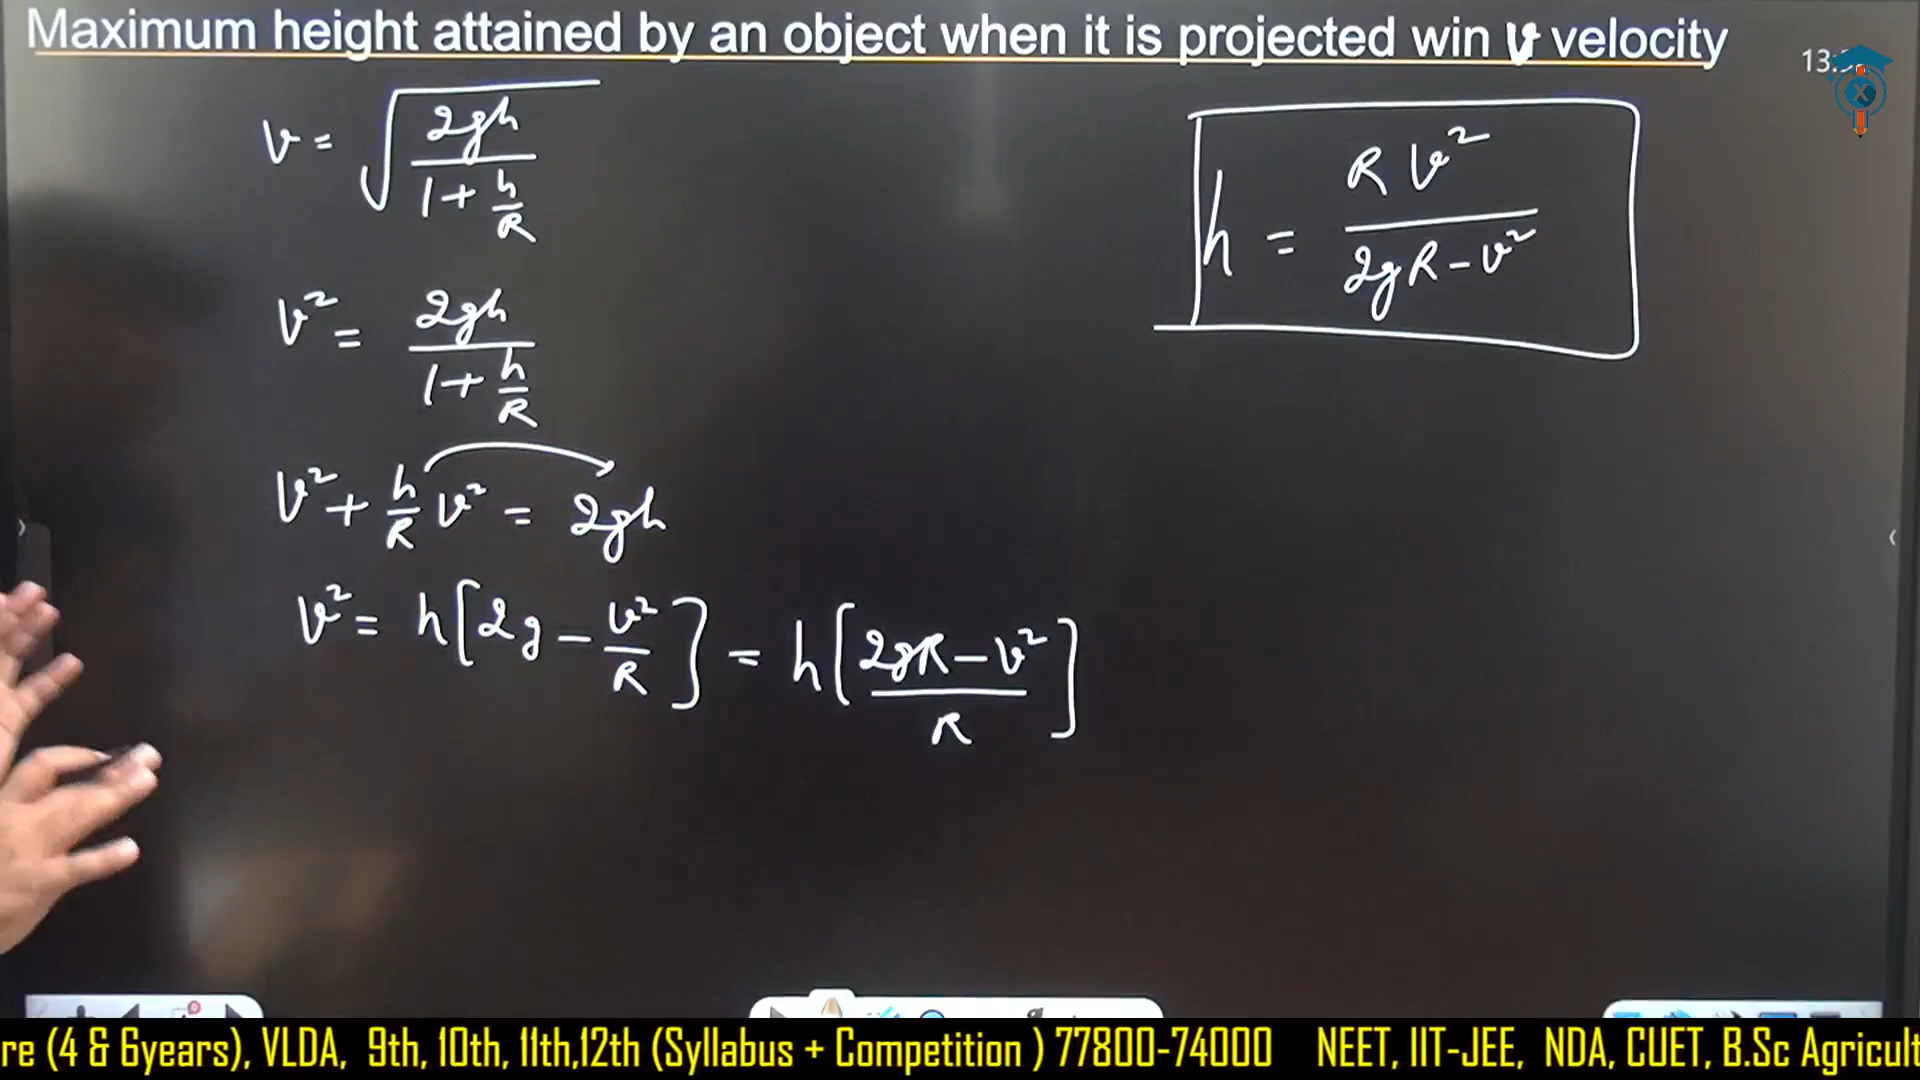 Maximum height attained by an object when it is projected win v velocity
v = √(2gh / (1 + h/R))
v² = 2gh / (1 + h/R)
v² + h/R v² = 2gh
v² = h[2g - v²/R] = h[(2gR - v²)/R]
h = Rv² / (2gR - v²)
re (4 & 6years), VLDA, 9th, 10th, 11th,12th (Syllabus + Competition ) 77800-74000 NEET, IIT-JEE, NDA, CUET, B.Sc Agricult